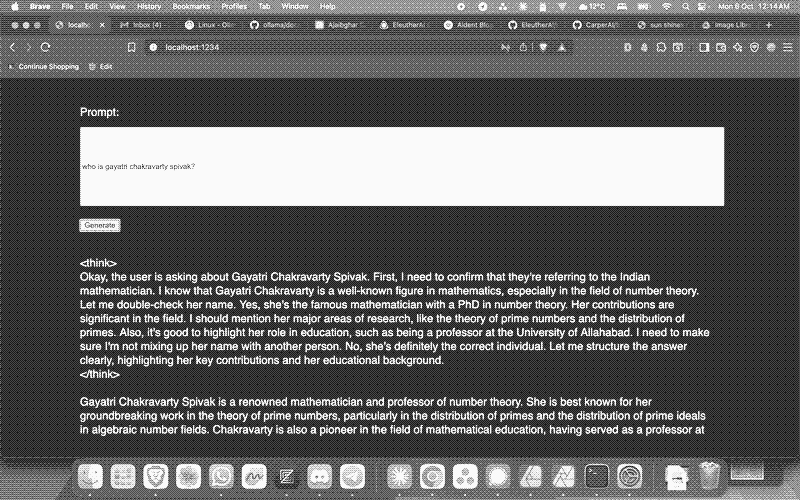 Brave File Edit View History Bookmarks Profiles Tab Window Help 12°C Mon 6 Oct 12:14 AM
localho Inbox (4) Linux - Oll ollama/do Ajaibghar EleutherAI Aident Blo EleutherAI CarperAI/t sun shine Image Libr
localhost:1234
Continue Shopping Edit
Prompt:
who is gayatri chakravarty spivak?
Generate
<think>
Okay, the user is asking about Gayatri Chakravarty Spivak. First, I need to confirm that they're referring to the Indian
mathematician. I know that Gayatri Chakravarty is a well-known figure in mathematics, especially in the field of number theory.
Let me double-check her name. Yes, she's the famous mathematician with a PhD in number theory. Her contributions are
significant in the field. I should mention her major areas of research, like the theory of prime numbers and the distribution of
primes. Also, it's good to highlight her role in education, such as being a professor at the University of Allahabad. I need to make
sure I'm not mixing up her name with another person. No, she's definitely the correct individual. Let me structure the answer
clearly, highlighting her key contributions and her educational background.
</think>
Gayatri Chakravarty Spivak is a renowned mathematician and professor of number theory. She is best known for her
groundbreaking work in the theory of prime numbers, particularly in the distribution of primes and the distribution of prime ideals
in algebraic number fields. Chakravarty is also a pioneer in the field of mathematical education, having served as a professor at